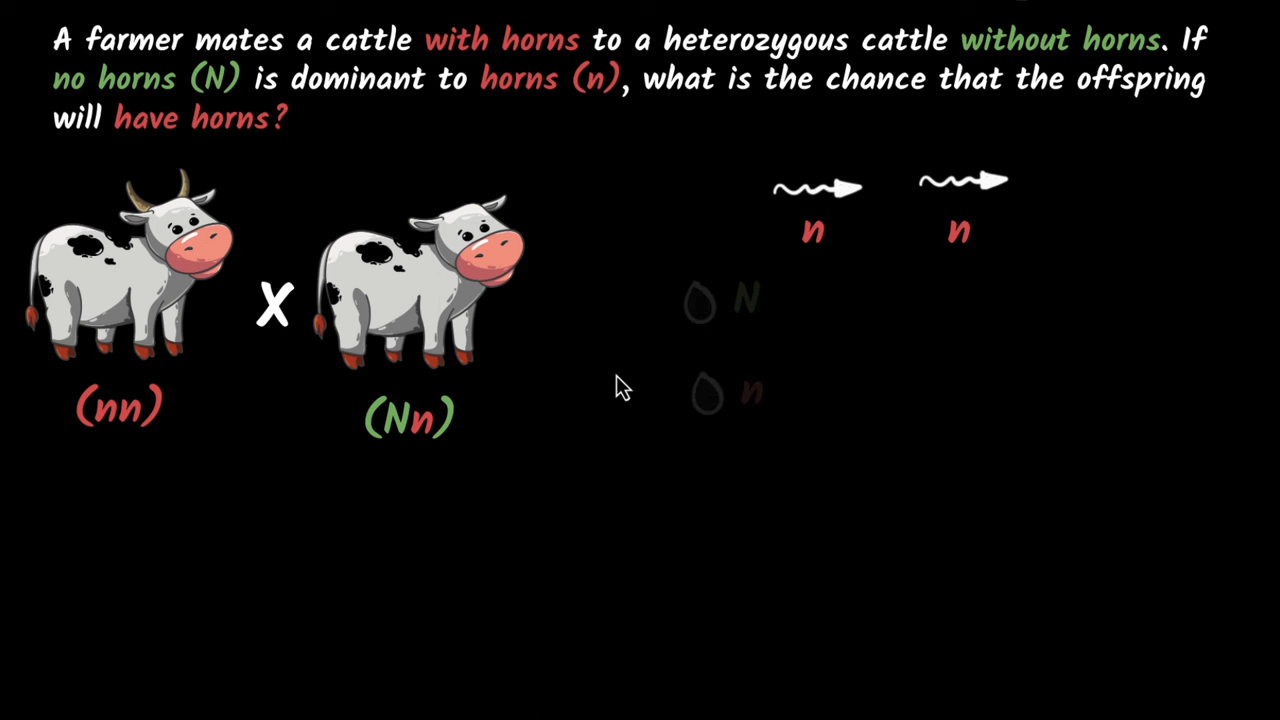 A farmer mates a cattle with horns to a heterozygous cattle without horns. If
no horns (N) is dominant to horns (n), what is the chance that the offspring
will have horns?
n n
X
N
n
(nn)
(Nn)